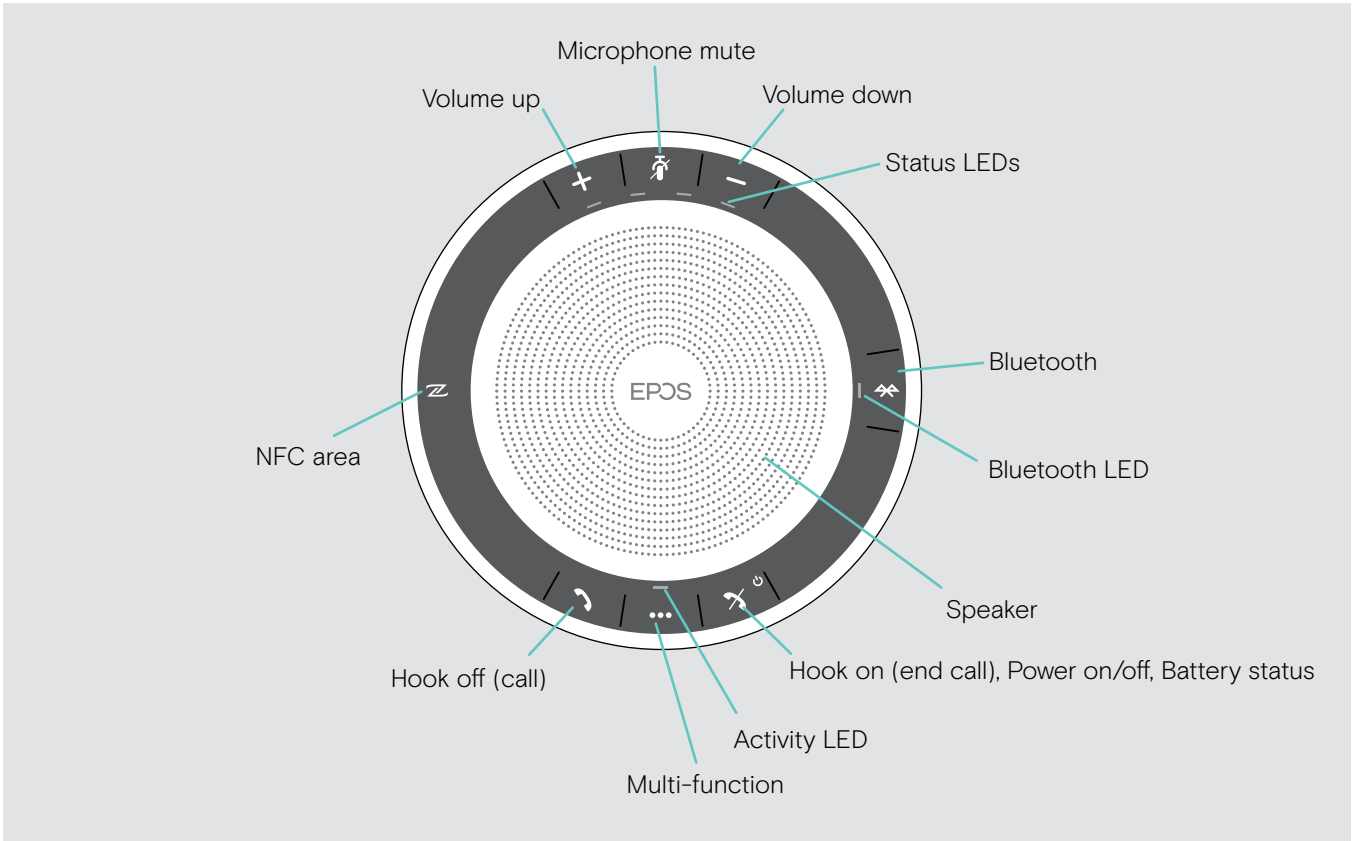 Microphone mute
Volume up
Volume down
Status LEDs
Bluetooth
EPOS
NFC area
Bluetooth LED
Speaker
Hook off (call)
Hook on (end call), Power on/off, Battery status
Activity LED
Multi-function